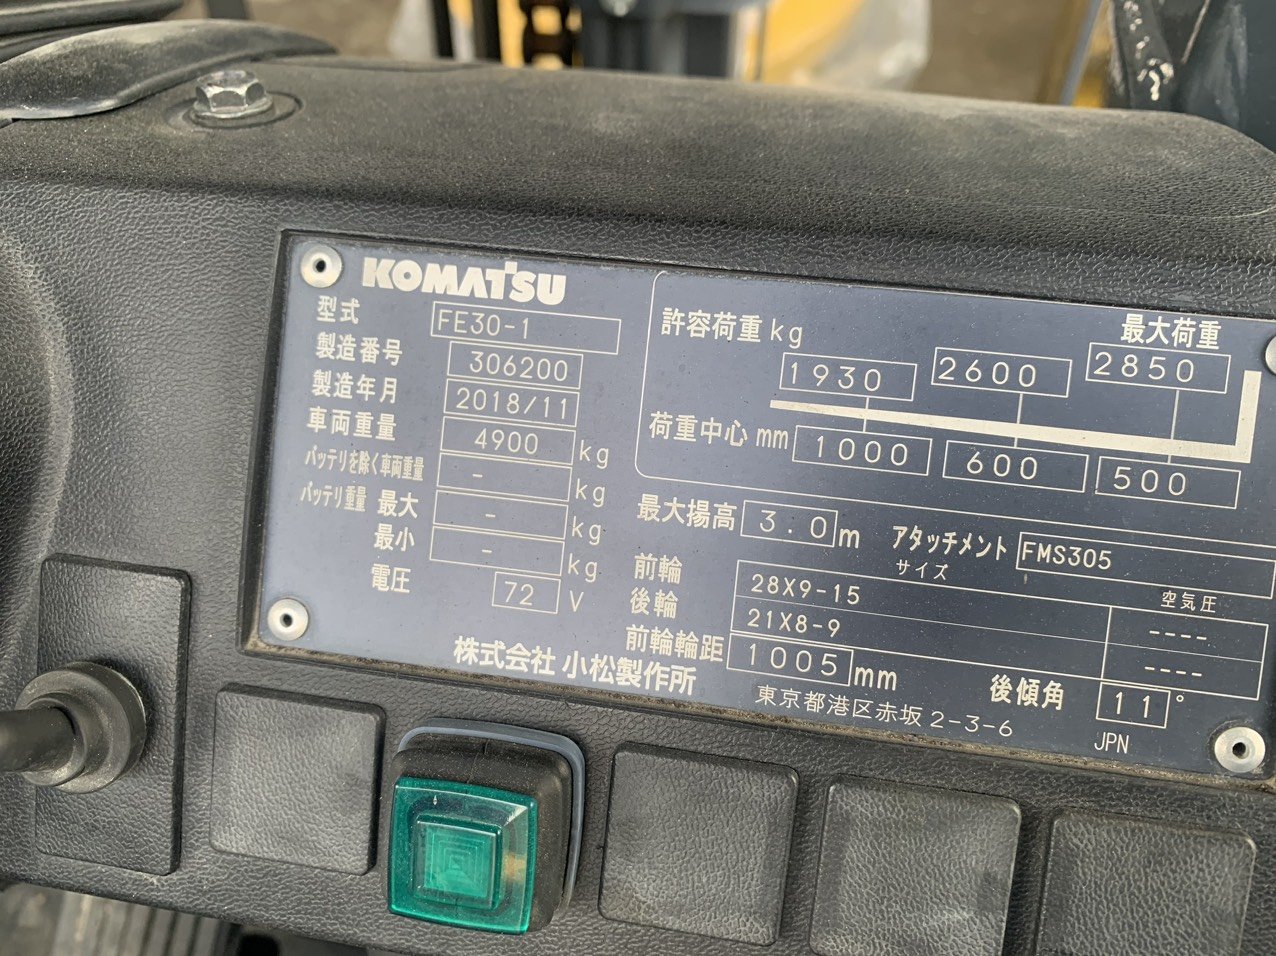 KOMATSU
型式 FE30-1
製造番号 306200
製造年月 2018/11
車両重量 4900 kg
バッテリを除く車両重量 - kg
バッテリ重量 最大 - kg
最小 - kg
電圧 72 V
許容荷重 kg 1930 2600 最大荷重 2850
荷重中心 mm 1000 600 500
最大揚高 3.0 m アタッチメント FMS305
サイズ 空気圧
前輪 28X9-15 ----
後輪 21X8-9 ----
前輪輪距 1005 mm 後傾角 11°
株式会社 小松製作所 東京都港区赤坂 2-3-6 JPN